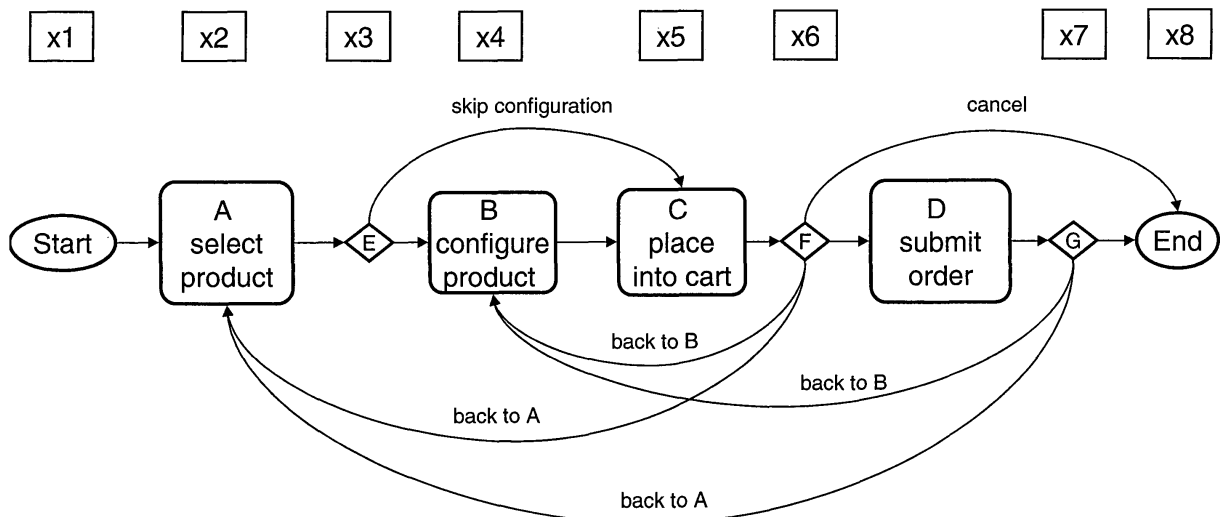 x1 x2 x3 x4 x5 x6 x7 x8
skip configuration
cancel
Start
A
select
product
E
B
configure
product
C
place
into cart
F
D
submit
order
G
End
back to B
back to B
back to A
back to A